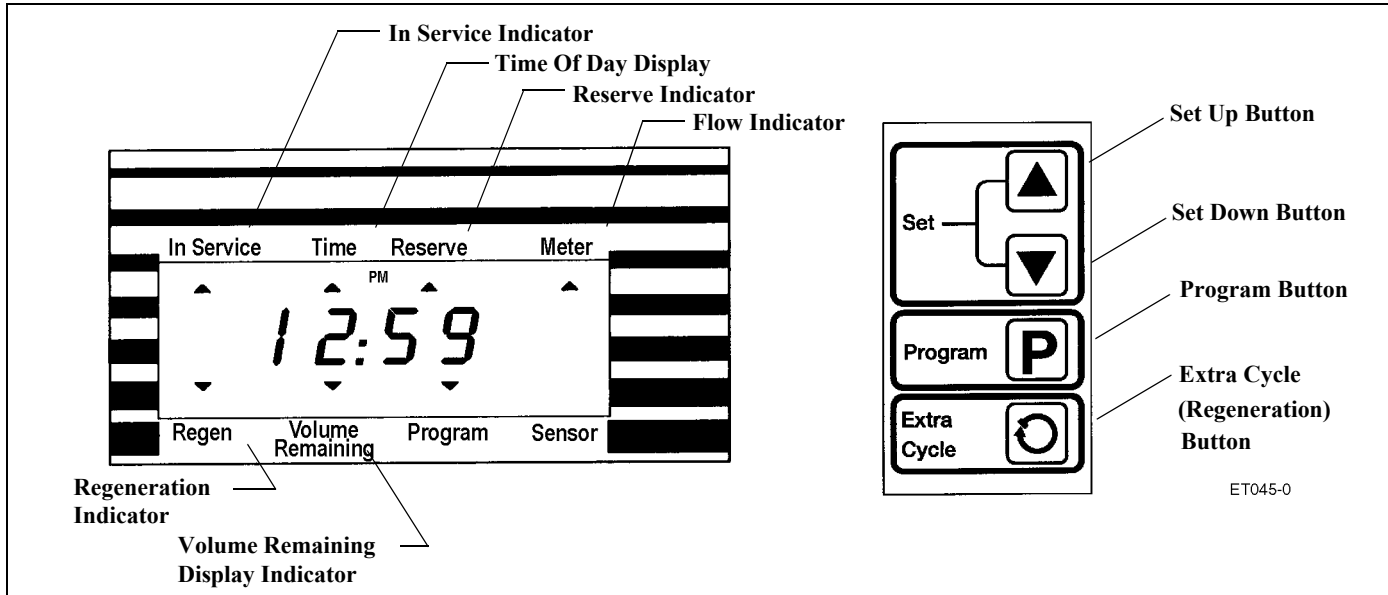 In Service Indicator
Time Of Day Display
Reserve Indicator
Flow Indicator
In Service Time Reserve Meter
PM
12:59
Regen Volume Remaining Program Sensor
Regeneration
Indicator
Volume Remaining
Display Indicator
Set
Program P
Extra
Cycle
Set Up Button
Set Down Button
Program Button
Extra Cycle
(Regeneration)
Button
ET045-0